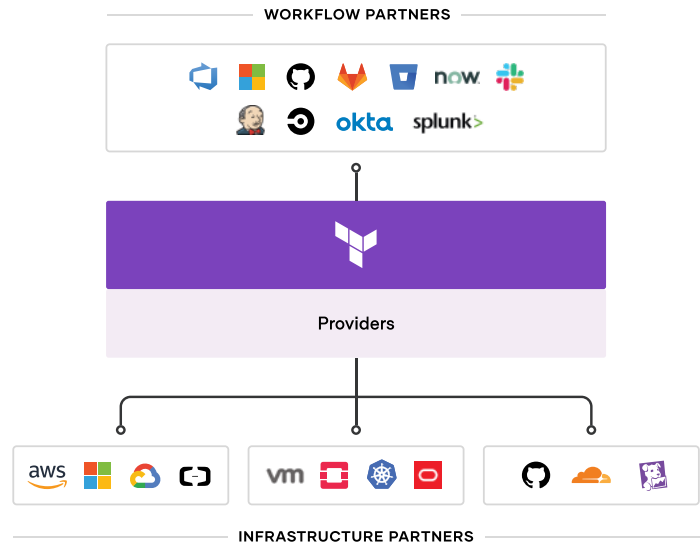 WORKFLOW PARTNERS
now
okta splunk>
Providers
aws vm
INFRASTRUCTURE PARTNERS